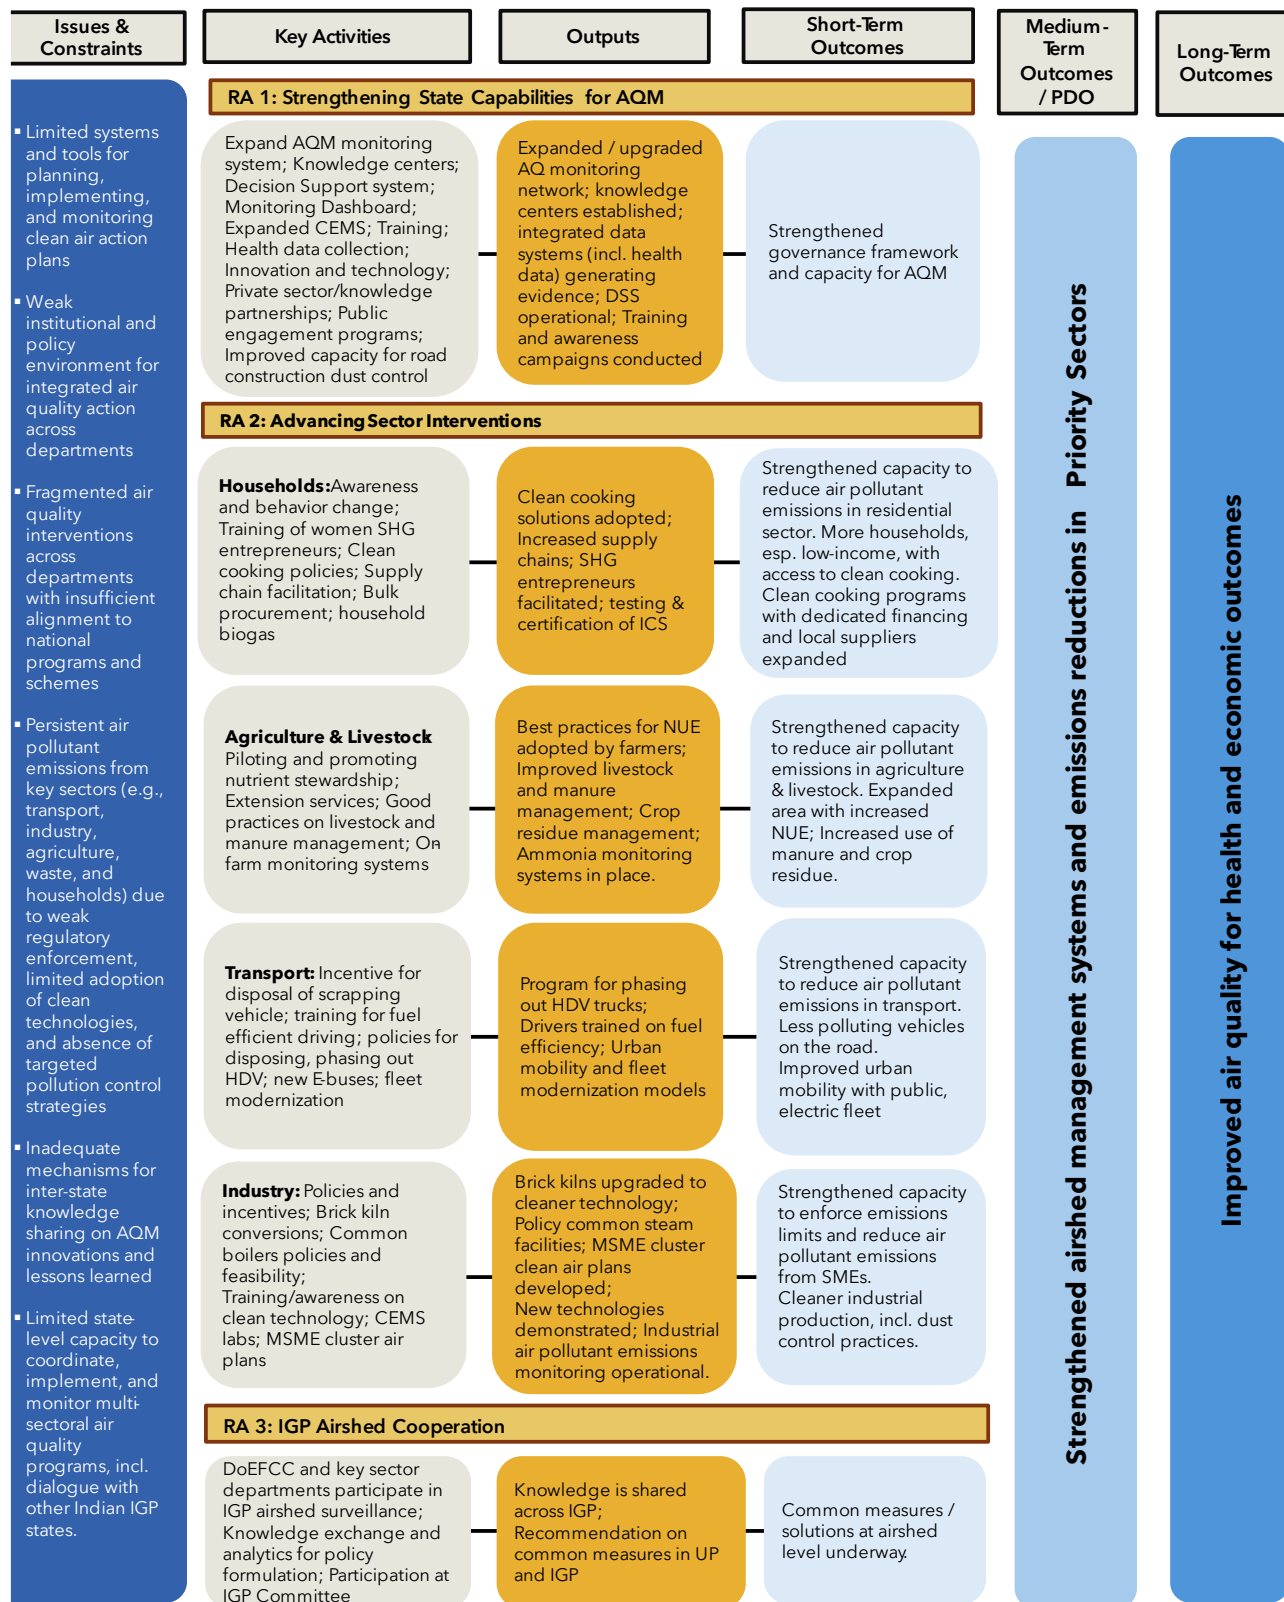 Issues &
Constraints
Key Activities
Outputs
Short-Term
Outcomes
Medium-
Term
Outcomes
/ PDO
Long-Term
Outcomes
▪ Limited systems
and tools for
planning,
implementing,
and monitoring
clean air action
plans
▪ Weak
institutional and
policy
environment for
integrated air
quality action
across
departments
▪ Fragmented air
quality
interventions
across
departments
with insufficient
alignment to
national
programs and
schemes
▪ Persistent air
pollutant
emissions from
key sectors (e.g.,
transport,
industry,
agriculture,
waste, and
households) due
to weak
regulatory
enforcement,
limited adoption
of clean
technologies,
and absence of
targeted
pollution control
strategies
▪ Inadequate
mechanisms for
inter-state
knowledge
sharing on AQM
innovations and
lessons learned
▪ Limited state-
level capacity to
coordinate,
implement, and
monitor multi-
sectoral air
quality
programs, incl.
dialogue with
other Indian IGP
states.
RA 1: Strengthening State Capabilities for AQM
Expand AQM monitoring
system; Knowledge centers;
Decision Support system;
Monitoring Dashboard;
Expanded CEMS; Training;
Health data collection;
Innovation and technology;
Private sector/knowledge
partnerships; Public
engagement programs;
Improved capacity for road
construction dust control
Expanded / upgraded
AQ monitoring
network; knowledge
centers established;
integrated data
systems (incl. health
data) generating
evidence; DSS
operational; Training
and awareness
campaigns conducted
Strengthened
governance framework
and capacity for AQM
RA 2: Advancing Sector Interventions
Households: Awareness
and behavior change;
Training of women SHG
entrepreneurs; Clean
cooking policies; Supply
chain facilitation; Bulk
procurement; household
biogas
Clean cooking
solutions adopted;
Increased supply
chains; SHG
entrepreneurs
facilitated; testing &
certification of ICS
Strengthened capacity to
reduce air pollutant
emissions in residential
sector. More households,
esp. low-income, with
access to clean cooking.
Clean cooking programs
with dedicated financing
and local suppliers
expanded
Agriculture & Livestock
Piloting and promoting
nutrient stewardship;
Extension services; Good
practices on livestock and
manure management; On-
farm monitoring systems
Best practices for NUE
adopted by farmers;
Improved livestock
and manure
management; Crop
residue management;
Ammonia monitoring
systems in place.
Strengthened capacity
to reduce air pollutant
emissions in agriculture
& livestock. Expanded
area with increased
NUE; Increased use of
manure and crop
residue.
Transport: Incentive for
disposal of scrapping
vehicle; training for fuel
efficient driving; policies for
disposing, phasing out
HDV; new E-buses; fleet
modernization
Program for phasing
out HDV trucks;
Drivers trained on fuel
efficiency; Urban
mobility and fleet
modernization models
Strengthened capacity
to reduce air pollutant
emissions in transport.
Less polluting vehicles
on the road.
Improved urban
mobility with public,
electric fleet
Industry: Policies and
incentives; Brick kiln
conversions; Common
boilers policies and
feasibility;
Training/awareness on
clean technology; CEMS
labs; MSME cluster air
plans
Brick kilns upgraded to
cleaner technology;
Policy common steam
facilities; MSME cluster
clean air plans
developed;
New technologies
demonstrated; Industrial
air pollutant emissions
monitoring operational.
Strengthened capacity
to enforce emissions
limits and reduce air
pollutant emissions
from SMEs.
Cleaner industrial
production, incl. dust
control practices.
RA 3: IGP Airshed Cooperation
DoEFCC and key sector
departments participate in
IGP airshed surveillance;
Knowledge exchange and
analytics for policy
formulation; Participation at
IGP Committee
Knowledge is shared
across IGP;
Recommendation on
common measures in UP
and IGP
Common measures /
solutions at airshed
level underway.
Strengthened airshed management systems and emissions reductions in Priority Sectors
Improved air quality for health and economic outcomes